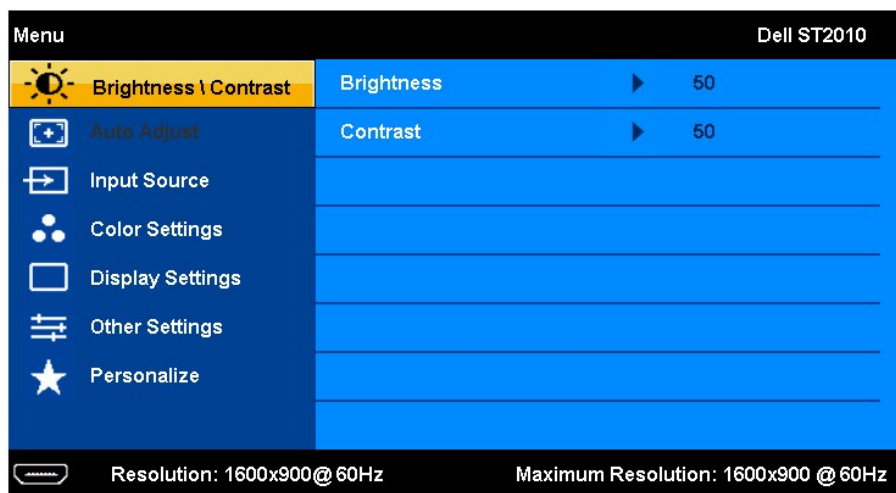 Menu Dell ST2010
Brightness \ Contrast Brightness 50
Auto Adjust Contrast 50
Input Source
Color Settings
Display Settings
Other Settings
Personalize
Resolution: 1600x900@60Hz Maximum Resolution: 1600x900 @60Hz